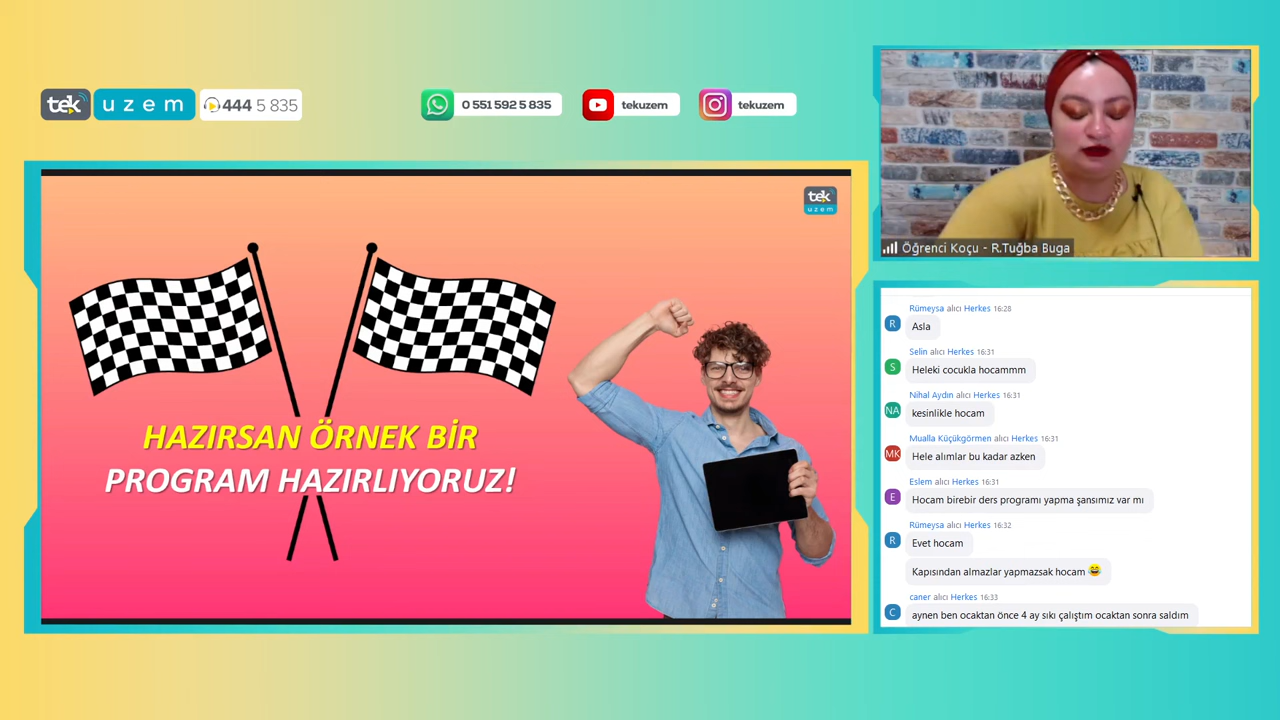 tek uzem 444 5 835
0 551 592 5 835
tekuzem
tekuzem
tek
uzem
HAZIRSAN ÖRNEK BİR
PROGRAM HAZIRLIYORUZ!
Öğrenci Koçu - R.Tuğba Buga
Rümeysa alıcı Herkes 16:28
R
Asla
Selin alıcı Herkes 16:31
S
Heleki cocukla hocammm
Nihal Aydın alıcı Herkes 16:31
NA
kesinlikle hocam
Mualla Küçükgörmen alıcı Herkes 16:31
MK
Hele alımlar bu kadar azken
Eslem alıcı Herkes 16:31
E
Hocam birebir ders programı yapma şansımız var mı
Rümeysa alıcı Herkes 16:32
R
Evet hocam
Kapısından almazlar yapmazsak hocam 😂
caner alıcı Herkes 16:33
C
aynen ben ocaktan önce 4 ay sıkı çalıştım ocaktan sonra saldım